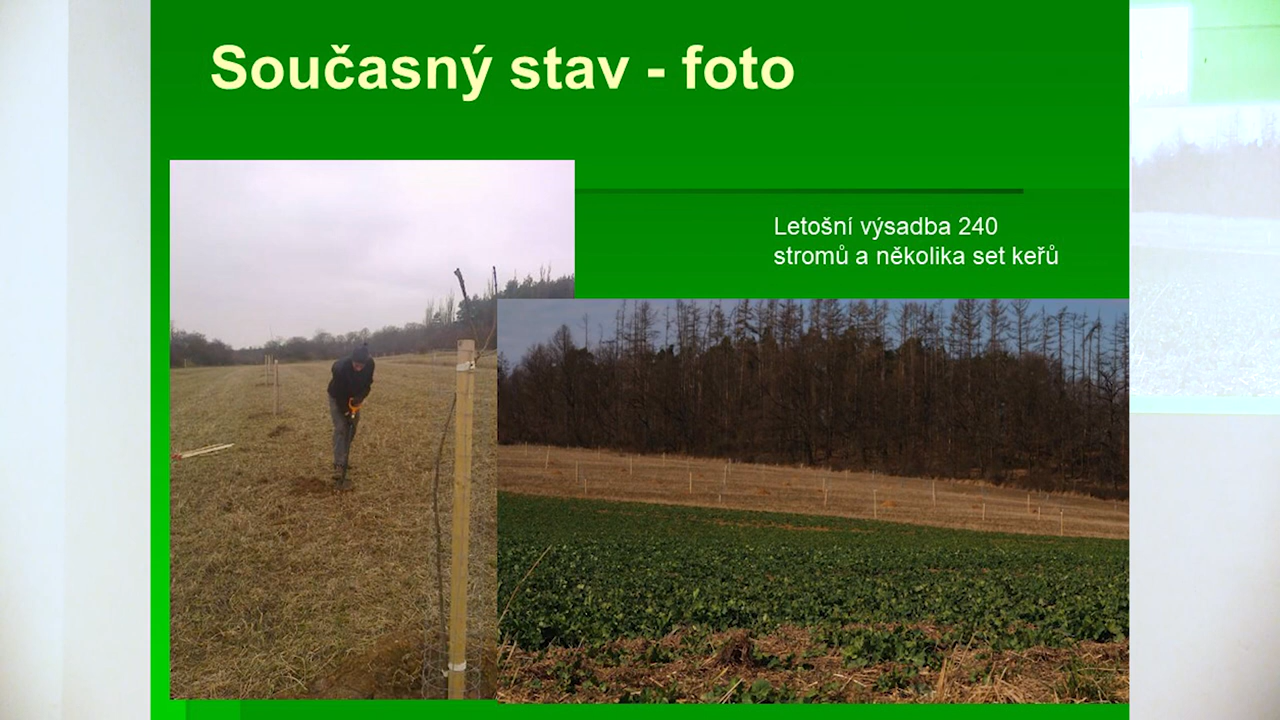 Současný stav - foto
Letošní výsadba 240
stromů a několika set keřů